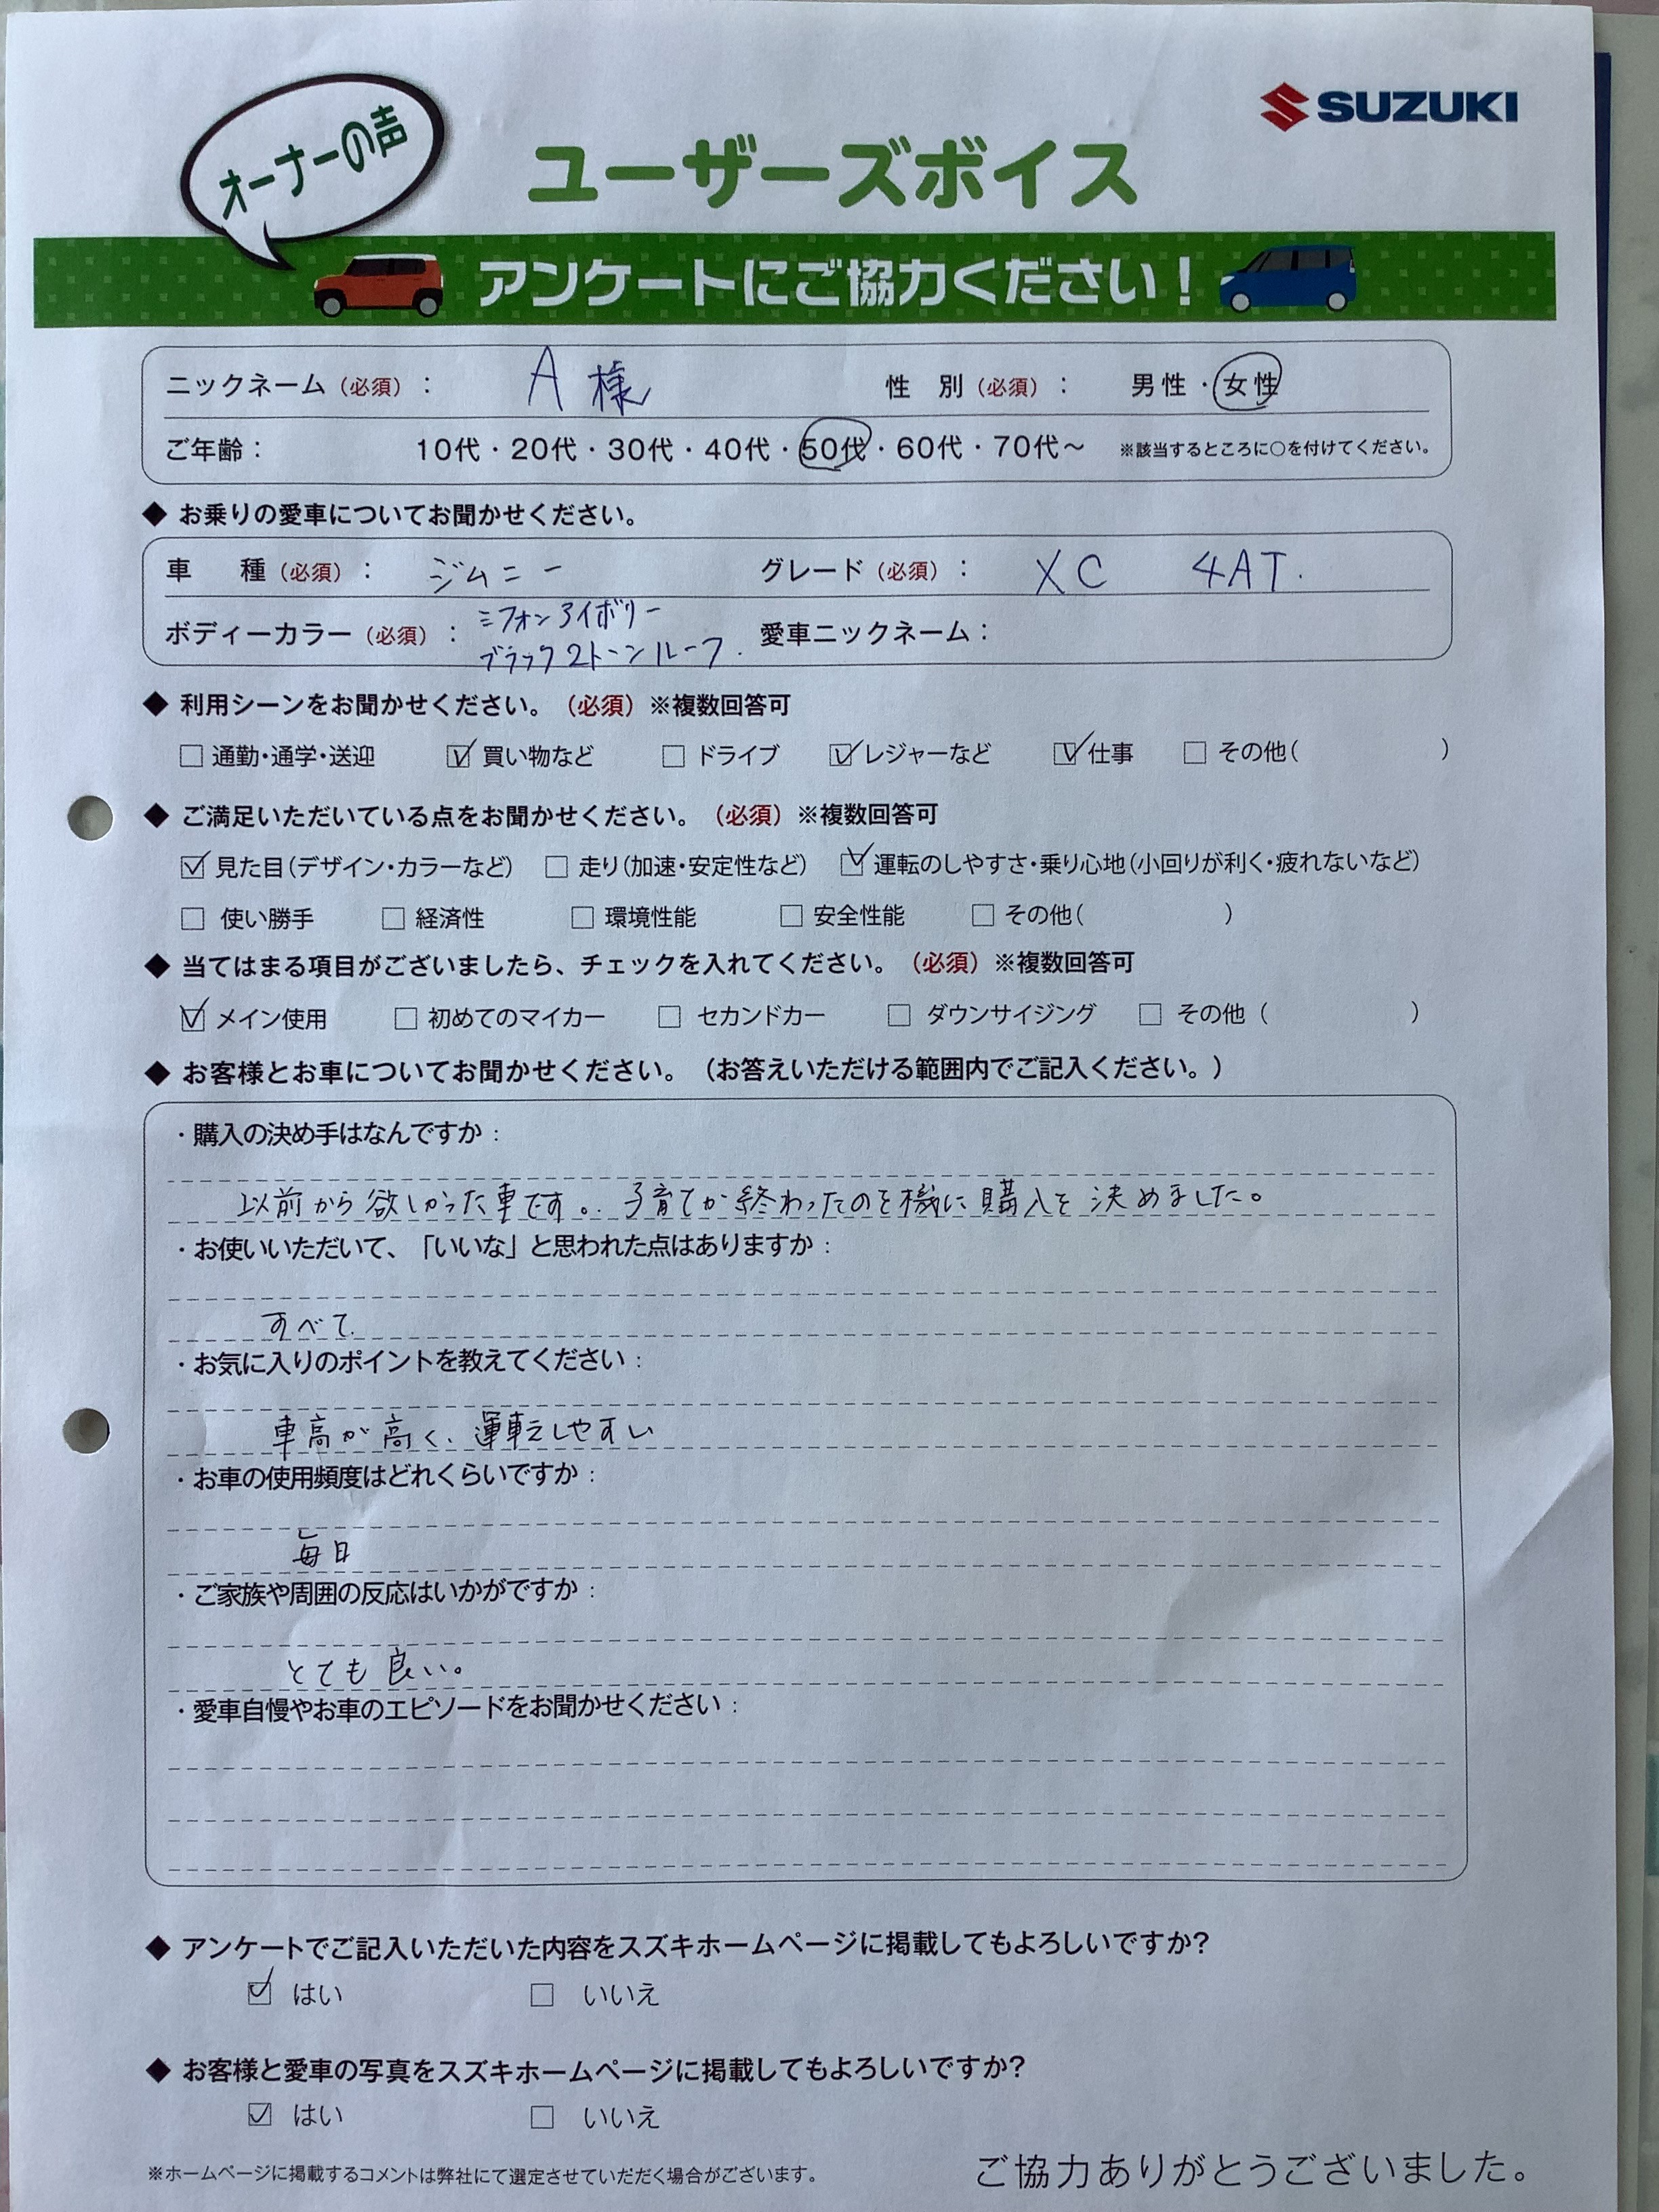 オーナーの声
SUZUKI
ユーザーズボイス
アンケートにご協力ください！
ニックネーム（必須）： A 様 性 別（必須）： 男性・女性
ご年齢： 10代・20代・30代・40代・50代・60代・70代～ ※該当するところに○を付けてください。
◆ お乗りの愛車についてお聞かせください。
車 種（必須）： ジムニー グレード（必須）： XC 4AT.
ボディーカラー（必須）： シフォンアイボリー
ブラック2トーンルーフ. 愛車ニックネーム：
◆ 利用シーンをお聞かせください。（必須）※複数回答可
□ 通勤・通学・送迎 ☑ 買い物など □ ドライブ ☑ レジャーなど ☑ 仕事 □ その他（ ）
◆ ご満足いただいている点をお聞かせください。（必須）※複数回答可
☑ 見た目（デザイン・カラーなど） □ 走り（加速・安定性など） ☑ 運転のしやすさ・乗り心地（小回りが利く・疲れないなど）
□ 使い勝手 □ 経済性 □ 環境性能 □ 安全性能 □ その他（ ）
◆ 当てはまる項目がございましたら、チェックを入れてください。（必須）※複数回答可
☑ メイン使用 □ 初めてのマイカー □ セカンドカー □ ダウンサイジング □ その他（ ）
◆ お客様とお車についてお聞かせください。（お答えいただける範囲内でご記入ください。）
・購入の決め手はなんですか：
以前から欲しかった車です。子育てが終わったのを機に購入を決めました。
・お使いいただいて、「いいな」と思われた点はありますか：
すべて
・お気に入りのポイントを教えてください：
車高が高く、運転しやすい
・お車の使用頻度はどれくらいですか：
毎日
・ご家族や周囲の反応はいかがですか：
とても良い。
・愛車自慢やお車のエピソードをお聞かせください：
◆ アンケートでご記入いただいた内容をスズキホームページに掲載してもよろしいですか？
☑ はい □ いいえ
◆ お客様と愛車の写真をスズキホームページに掲載してもよろしいですか？
☑ はい □ いいえ
※ホームページに掲載するコメントは弊社にて選定させていただく場合がございます。
ご協力ありがとうございました。